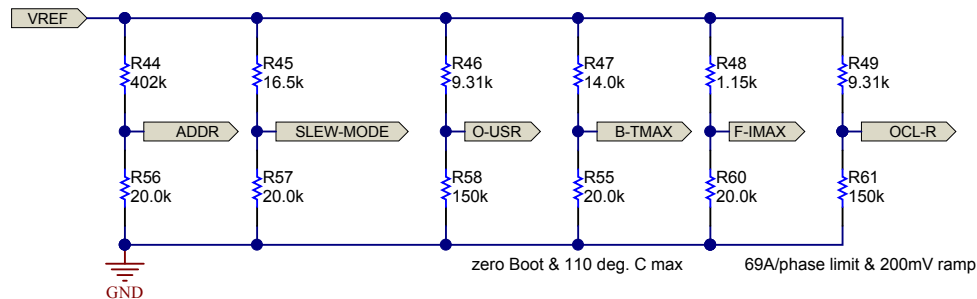 VREF
R44
402k
R45
16.5k
R46
9.31k
R47
14.0k
R48
1.15k
R49
9.31k
ADDR
SLEW-MODE
O-USR
B-TMAX
F-IMAX
OCL-R
R56
20.0k
R57
20.0k
R58
150k
R55
20.0k
R60
20.0k
R61
150k
zero Boot & 110 deg. C max
69A/phase limit & 200mV ramp
GND